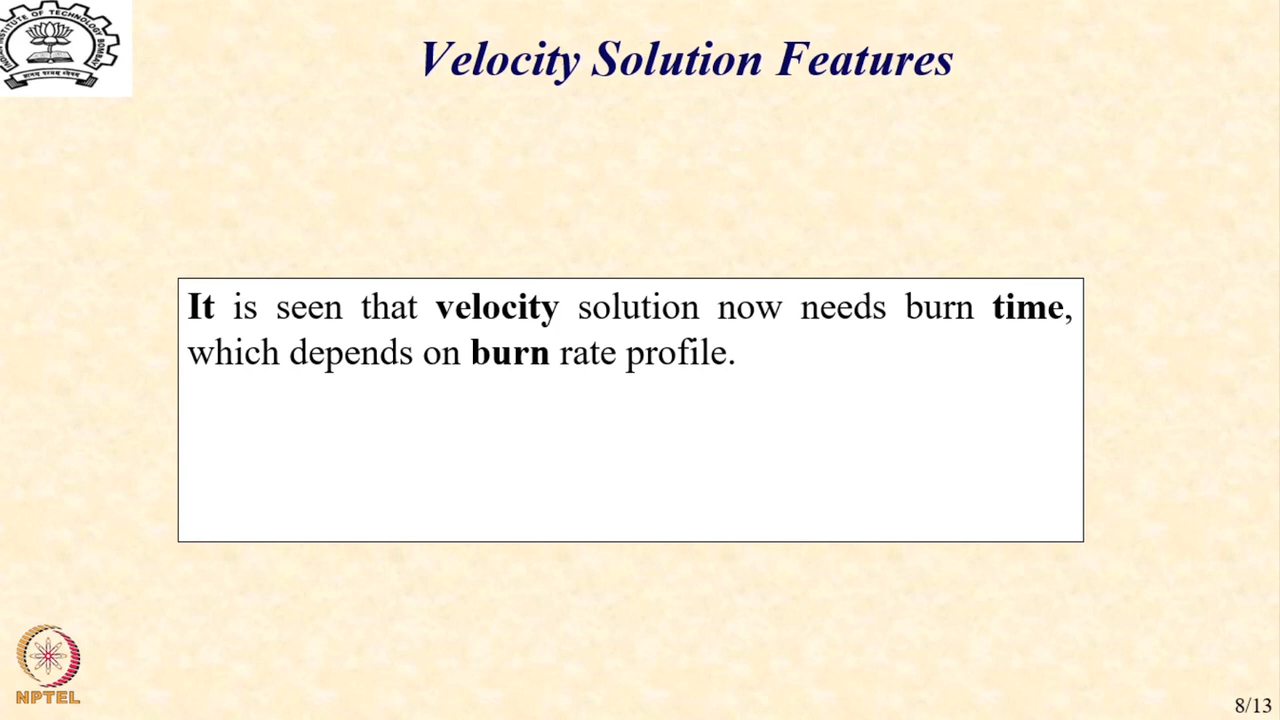 Velocity Solution Features
It is seen that velocity solution now needs burn time,
which depends on burn rate profile.
NPTEL
8/13